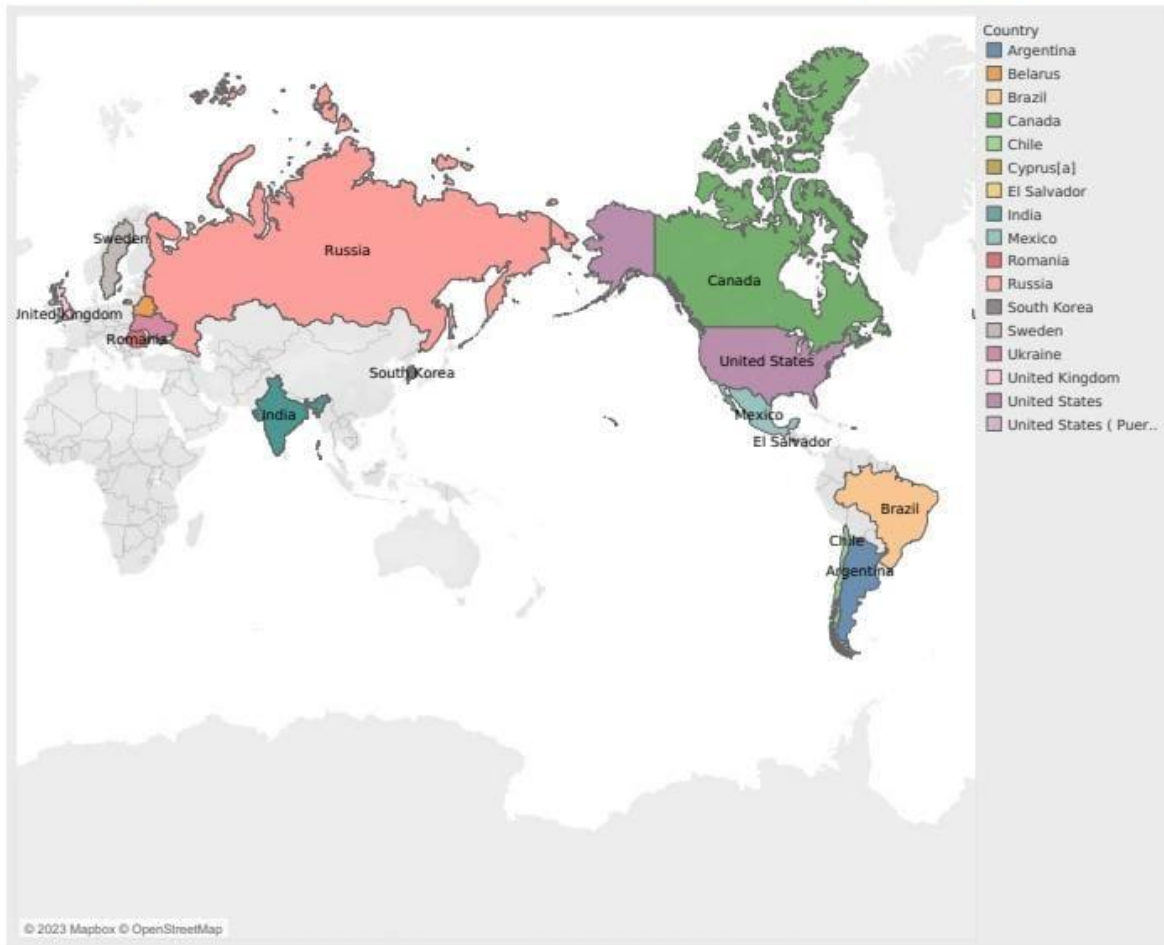 Country
Argentina
Belarus
Brazil
Canada
Chile
Cyprus[a]
El Salvador
India
Mexico
Romania
Russia
South Korea
Sweden
Ukraine
United Kingdom
United States
United States ( Puer..
Sweden
Russia
Canada
United Kingdom
Romania
United States
South Korea
India
Mexico
El Salvador
Brazil
Chile
Argentina
© 2023 Mapbox © OpenStreetMap